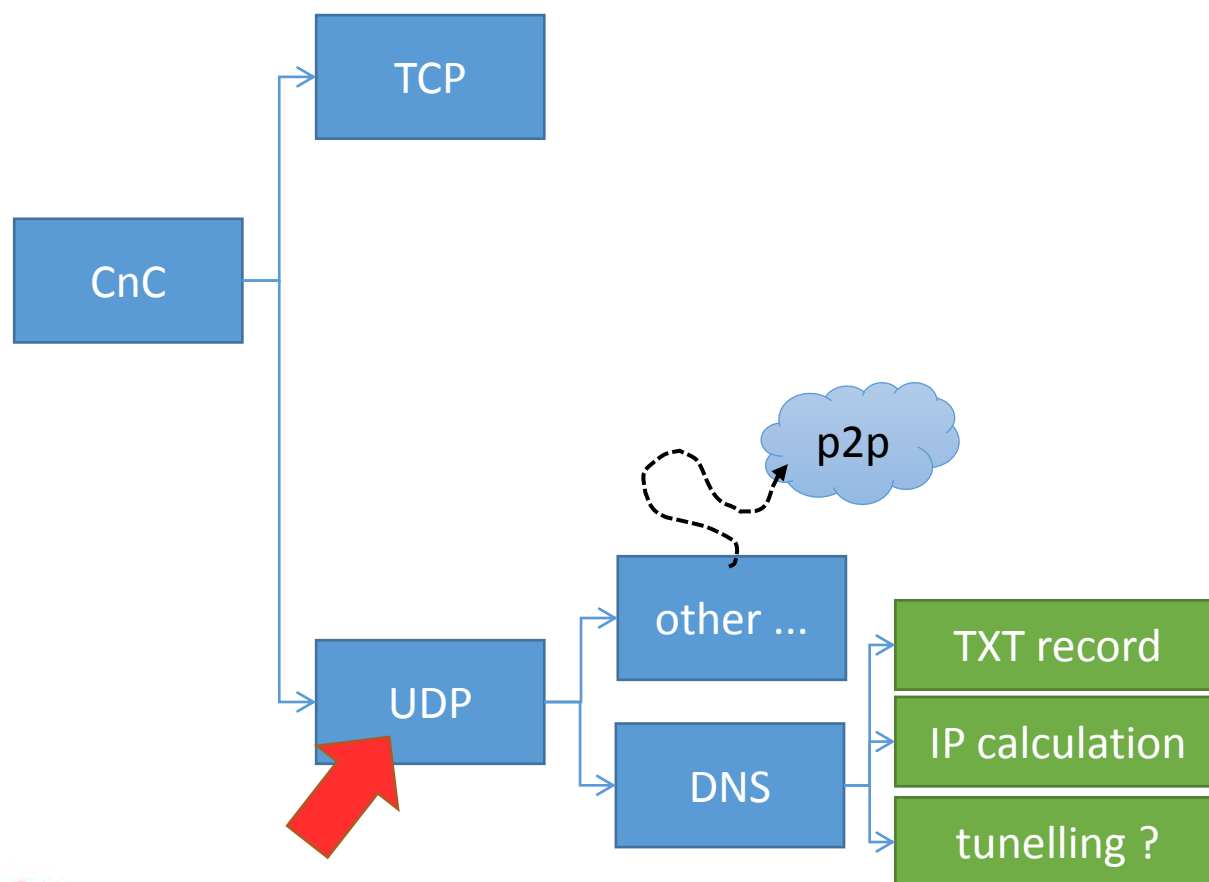 TCP
CnC
p2p
other ...
TXT record
UDP
IP calculation
DNS
tunelling ?